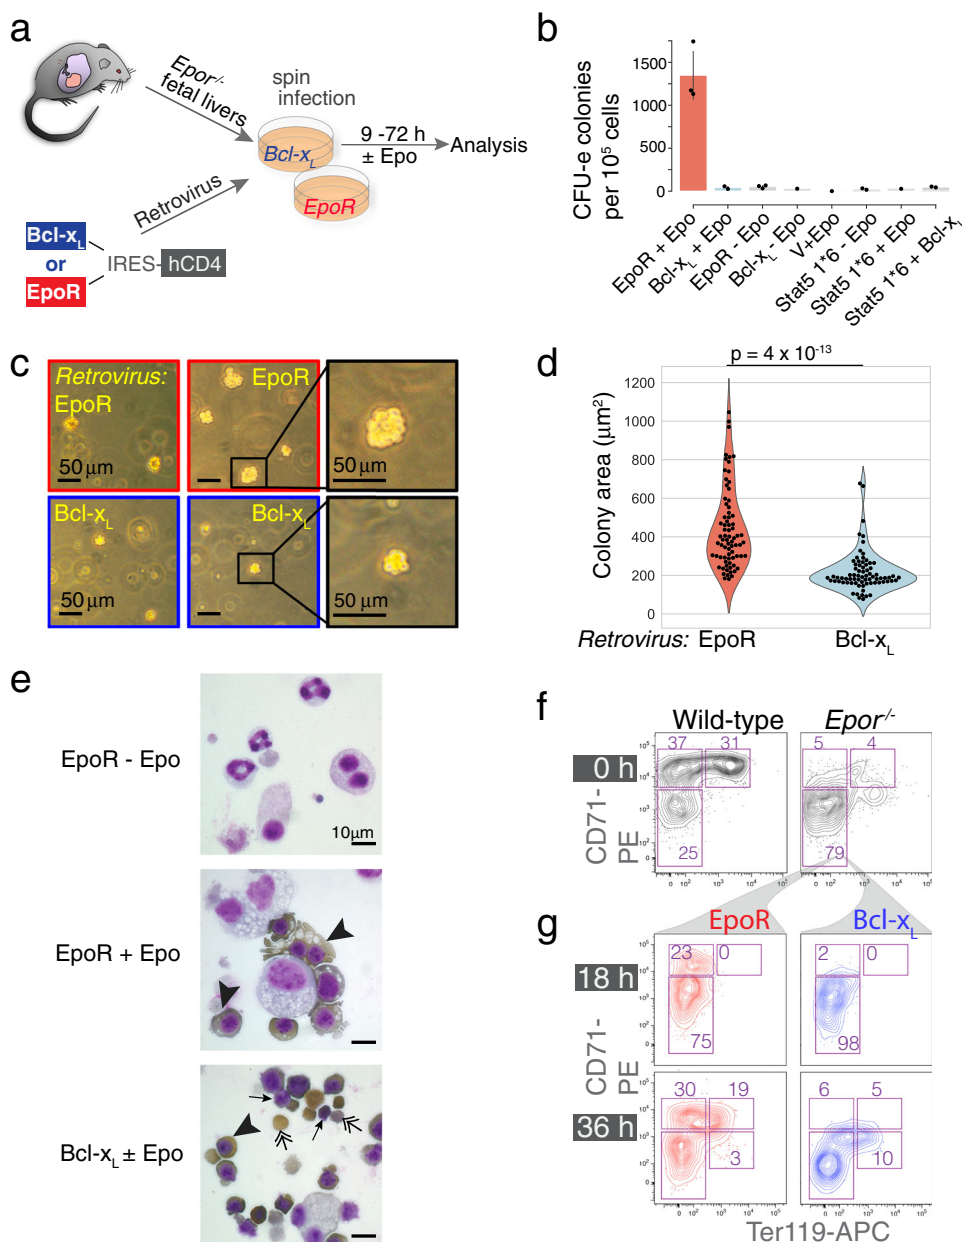 a
Epor-/-
fetal livers
spin
infection
Bcl-xL
EpoR
9 -72 h
± Epo
Analysis
Retrovirus
Bcl-xL
or
EpoR
IRES-hCD4
b
CFU-e colonies
per 10^5 cells
1500
1000
500
0
EpoR + Epo
Bcl-xL + Epo
EpoR - Epo
Bcl-xL - Epo
V+Epo
Stat5 1*6 - Epo
Stat5 1*6 + Epo
Stat5 1*6 + Bcl-xL
c
Retrovirus:
EpoR
50 µm
EpoR
50 µm
Bcl-xL
50 µm
Bcl-xL
50 µm
d
p = 4 x 10^-13
Colony area (µm²)
1200
1000
800
600
400
200
0
Retrovirus: EpoR
Bcl-xL
e
EpoR - Epo
10µm
EpoR + Epo
Bcl-xL ± Epo
f
Wild-type
Epor-/-
0 h
CD71-
PE
37
31
25
5
4
79
g
EpoR
Bcl-xL
18 h
36 h
CD71-
PE
23
0
75
2
0
98
30
19
3
6
5
10
Ter119-APC